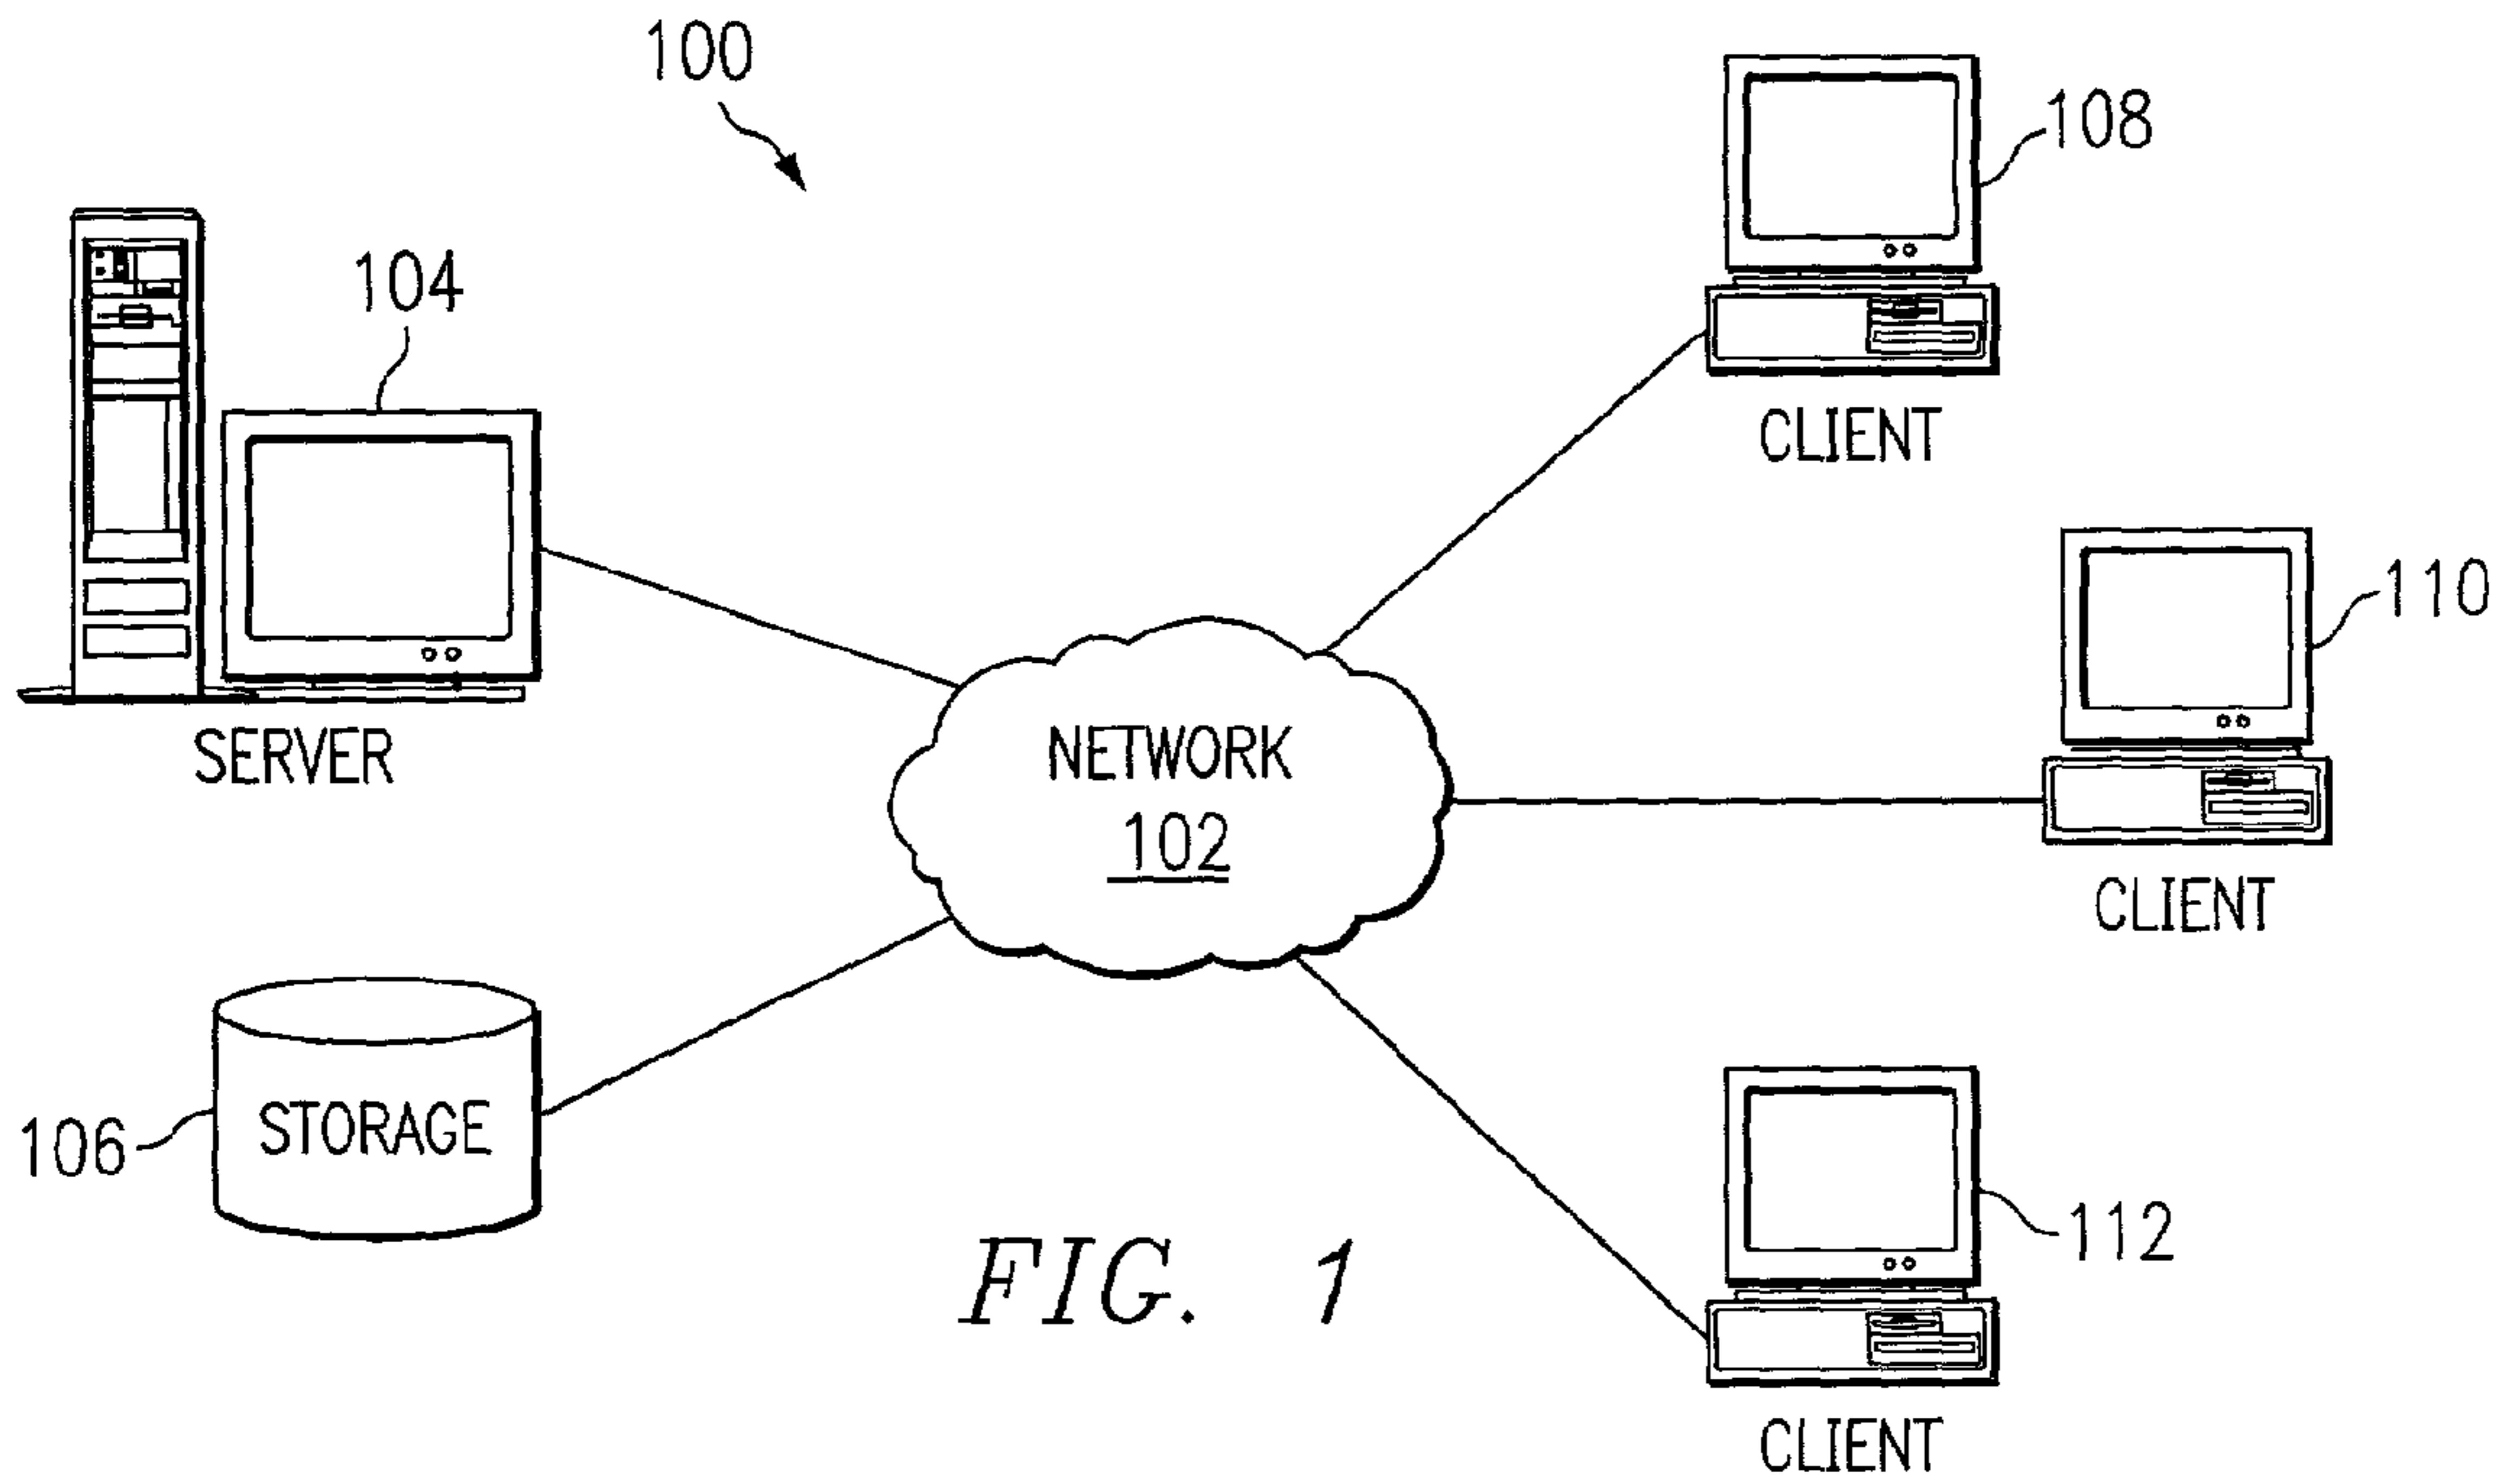 100
108
104
CLIENT
110
SERVER
NETWORK
102
CLIENT
106
STORAGE
112
FIG. 1
CLIENT